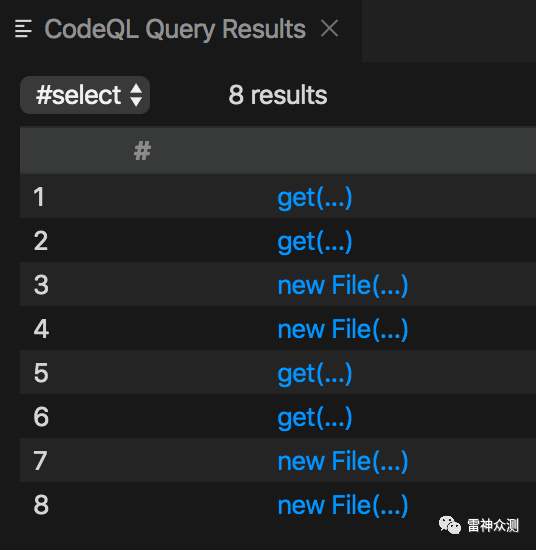 CodeQL Query Results
#select 8 results
#
1 get(...)
2 get(...)
3 new File(...)
4 new File(...)
5 get(...)
6 get(...)
7 new File(...)
8 new File(...)
雷神众测